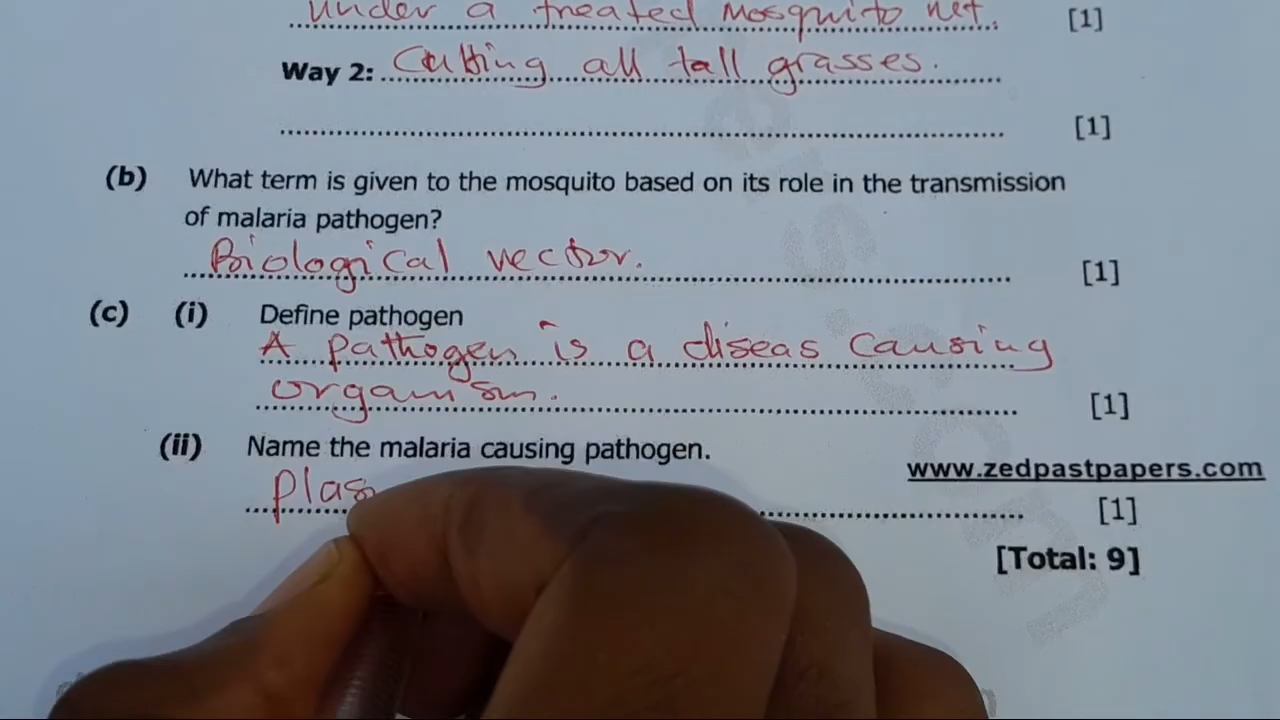 under a treated mosquito net. [1]
Way 2: Cutting all tall grasses.
[1]
(b) What term is given to the mosquito based on its role in the transmission
of malaria pathogen?
Biological vector. [1]
(c) (i) Define pathogen
A pathogen is a diseas causing
organism. [1]
(ii) Name the malaria causing pathogen.
www.zedpastpapers.com
plas [1]
[Total: 9]